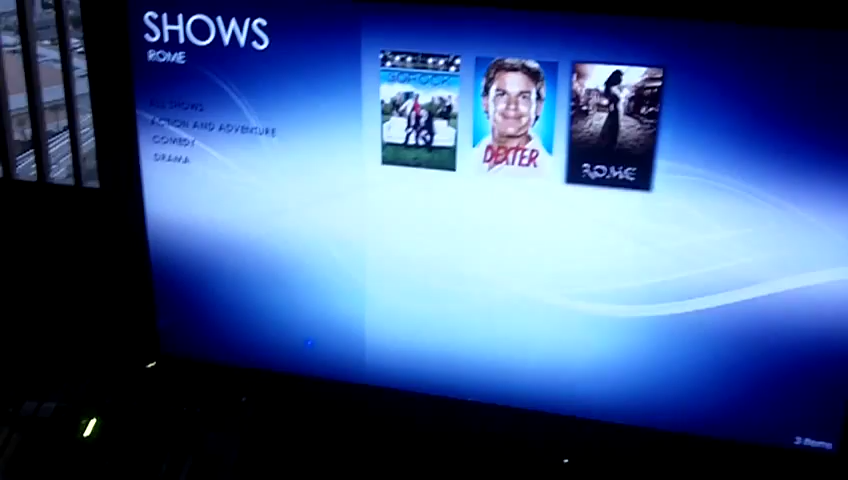 SHOWS
ROME
ALL SHOWS
ACTION AND ADVENTURE
COMEDY
DRAMA
DEXTER
ROME
3 items